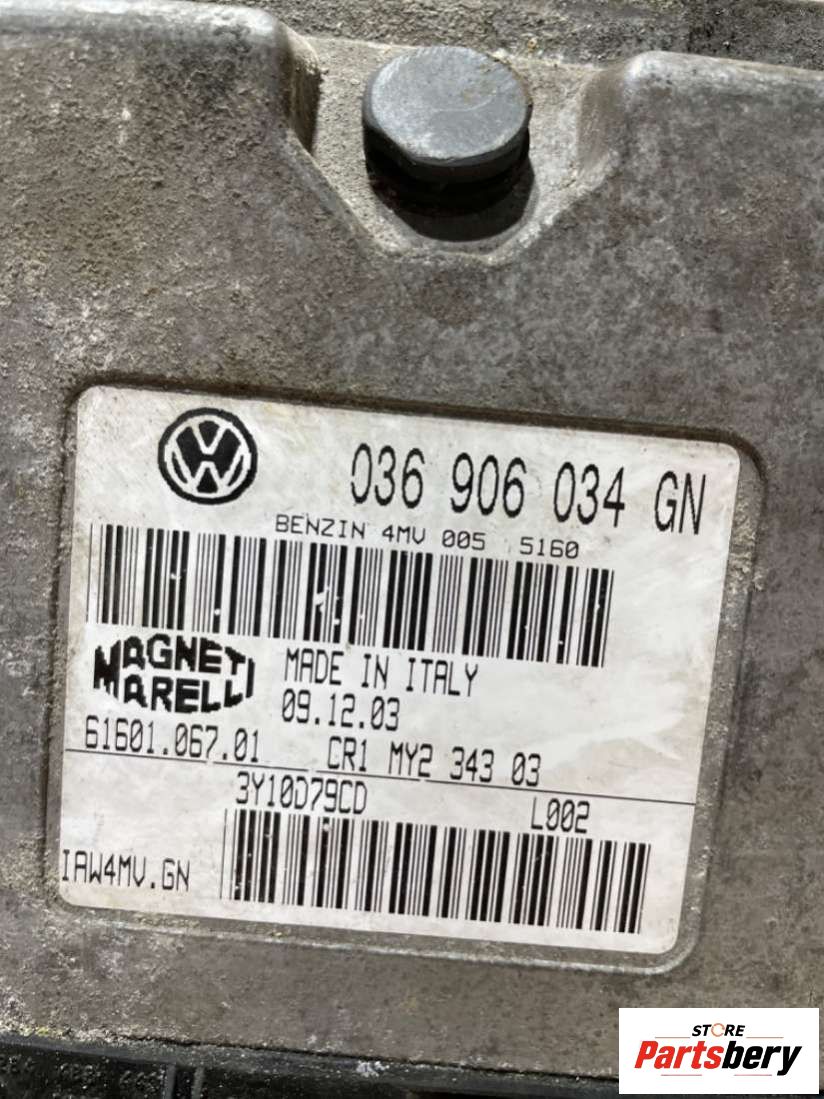 036 906 034 GN
BENZIN 4MV 005 5160
MAGNETI
MARELLI
MADE IN ITALY
09.12.03
61601.067.01 CR1 MY2 343 03
3Y10D79CD L002
IAW4MV.GN
STORE
Partsbery